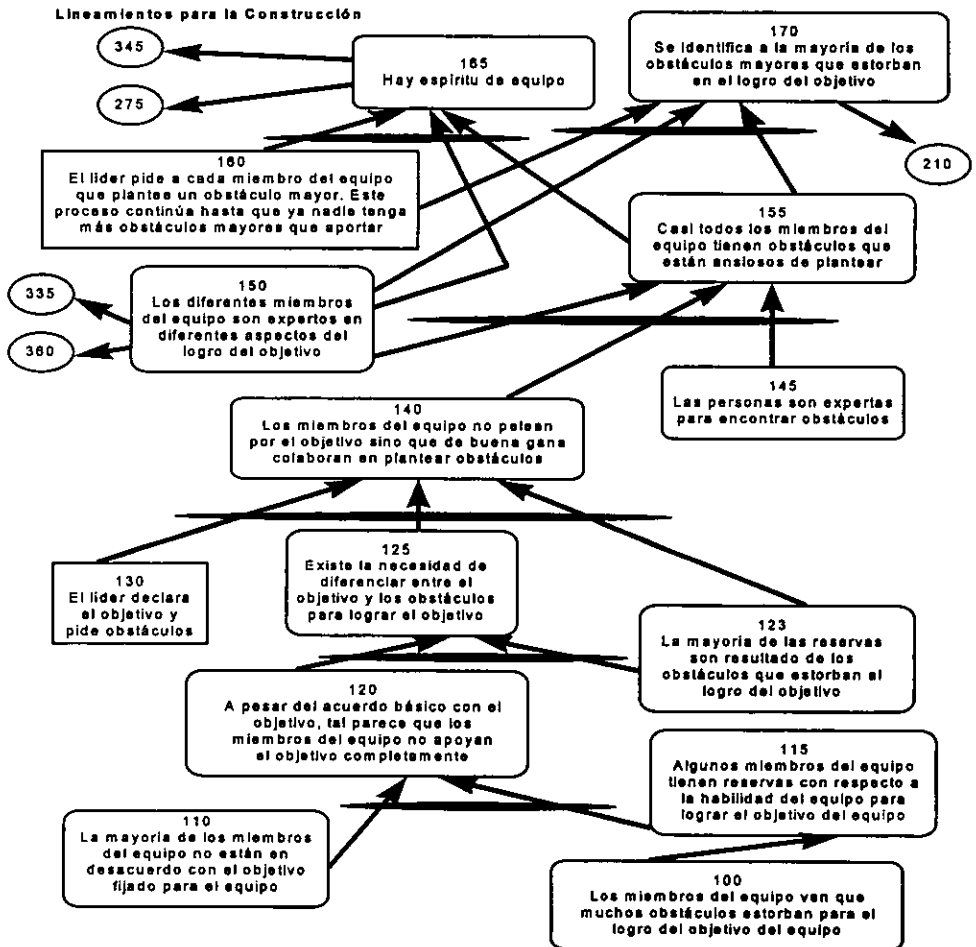 Lineamientos para la Construcción
345
275
165
Hay espíritu de equipo
170
Se identifica a la mayoría de los
obstáculos mayores que estorban
en el logro del objetivo
210
160
El líder pide a cada miembro del equipo
que plantee un obstáculo mayor. Este
proceso continúa hasta que ya nadie tenga
más obstáculos mayores que aportar
155
Casi todos los miembros del
equipo tienen obstáculos que
están ansiosos de plantear
335
360
150
Los diferentes miembros
del equipo son expertos en
diferentes aspectos del
logro del objetivo
145
Las personas son expertas
para encontrar obstáculos
140
Los miembros del equipo no pelean
por el objetivo sino que de buena gana
colaboran en plantear obstáculos
130
El líder declara
el objetivo y
pide obstáculos
125
Existe la necesidad de
diferenciar entre el
objetivo y los obstáculos
para lograr el objetivo
123
La mayoría de las reservas
son resultado de los
obstáculos que estorban el
logro del objetivo
120
A pesar del acuerdo básico con el
objetivo, tal parece que los
miembros del equipo no apoyan
el objetivo completamente
115
Algunos miembros del equipo
tienen reservas con respecto a
la habilidad del equipo para
lograr el objetivo del equipo
110
La mayoría de los miembros
del equipo no están en
desacuerdo con el objetivo
fijado para el equipo
100
Los miembros del equipo ven que
muchos obstáculos estorban para el
logro del objetivo del equipo